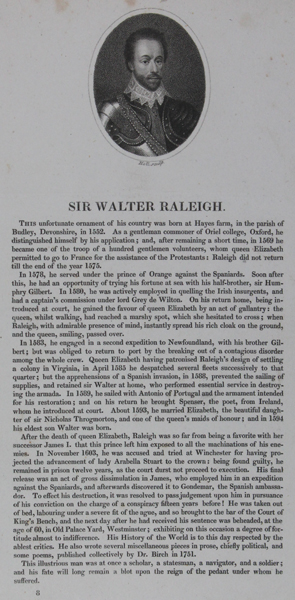 SIR WALTER RALEIGH.
THIS unfortunate ornament of his country was born at Hayes farm, in the parish of
Budley, Devonshire, in 1552. As a gentleman commoner of Oriel college, Oxford, he
distinguished himself by his application; and, after remaining a short time, in 1569 he
became one of the troop of a hundred gentlemen volunteers, whom queen Elizabeth
permitted to go to France for the assistance of the Protestants: Raleigh did not return
till the end of the year 1575.
In 1578, he served under the prince of Orange against the Spaniards. Soon after
this, he had an opportunity of trying his fortune at sea with his half-brother, sir Hum-
phry Gilbert. In 1580, he was actively employed in quelling the Irish insurgents, and
had a captain's commission under lord Grey de Wilton. On his return home, being in-
troduced at court, he gained the favour of queen Elizabeth by an act of gallantry: the
queen, whilst walking, had reached a marshy spot, which she hesitated to cross; when
Raleigh, with admirable presence of mind, instantly spread his rich cloak on the ground,
and the queen, smiling, passed over.
In 1583, he engaged in a second expedition to Newfoundland, with his brother Gil-
bert; but was obliged to return to port by the breaking out of a contagious disorder
among the whole crew. Queen Elizabeth having patronised Raleigh's design of settling
a colony in Virginia, in April 1585 he despatched several fleets successively to that
quarter; but the apprehensions of a Spanish invasion, in 1588, prevented the sailing of
supplies, and retained sir Walter at home, who performed essential service in destroy-
ing the armada. In 1589, he sailed with Antonio of Portugal and the armament intended
for his restoration; and on his return he brought Spenser, the poet, from Ireland,
whom he introduced at court. About 1593, he married Elizabeth, the beautiful daugh-
ter of sir Nicholas Throgmorton, and one of the queen's maids of honour; and in 1594
his eldest son Walter was born.
After the death of queen Elizabeth, Raleigh was so far from being a favorite with her
successor James I. that this prince left him exposed to all the machinations of his ene-
mies. In November 1603, he was accused and tried at Winchester for having pro-
jected the advancement of lady Arabella Stuart to the crown; being found guilty, he
remained in prison twelve years, as the court durst not proceed to execution. His final
release was an act of gross dissimulation in James, who employed him in an expedition
against the Spaniards, and afterwards discovered it to Gondemar, the Spanish ambassa-
dor. To effect his destruction, it was resolved to pass judgement upon him in pursuance
of his conviction on the charge of a conspiracy fifteen years before! He was taken out
of bed, labouring under a severe fit of the ague, and so brought to the bar of the Court of
King's Bench, and the next day after he had received his sentence was beheaded, at the
age of 60, in Old Palace Yard, Westminster; exhibiting on this occasion a degree of for-
titude almost to indifference. His History of the World is to this day respected by the
ablest critics. He also wrote several miscellaneous pieces in prose, chiefly political, and
some poems, published collectively by Dr. Birch in 1751.
This illustrious man was at once a scholar, a statesman, a navigator, and a soldier;
and his fate will long remain a blot upon the reign of the pedant under whom he
suffered.
8